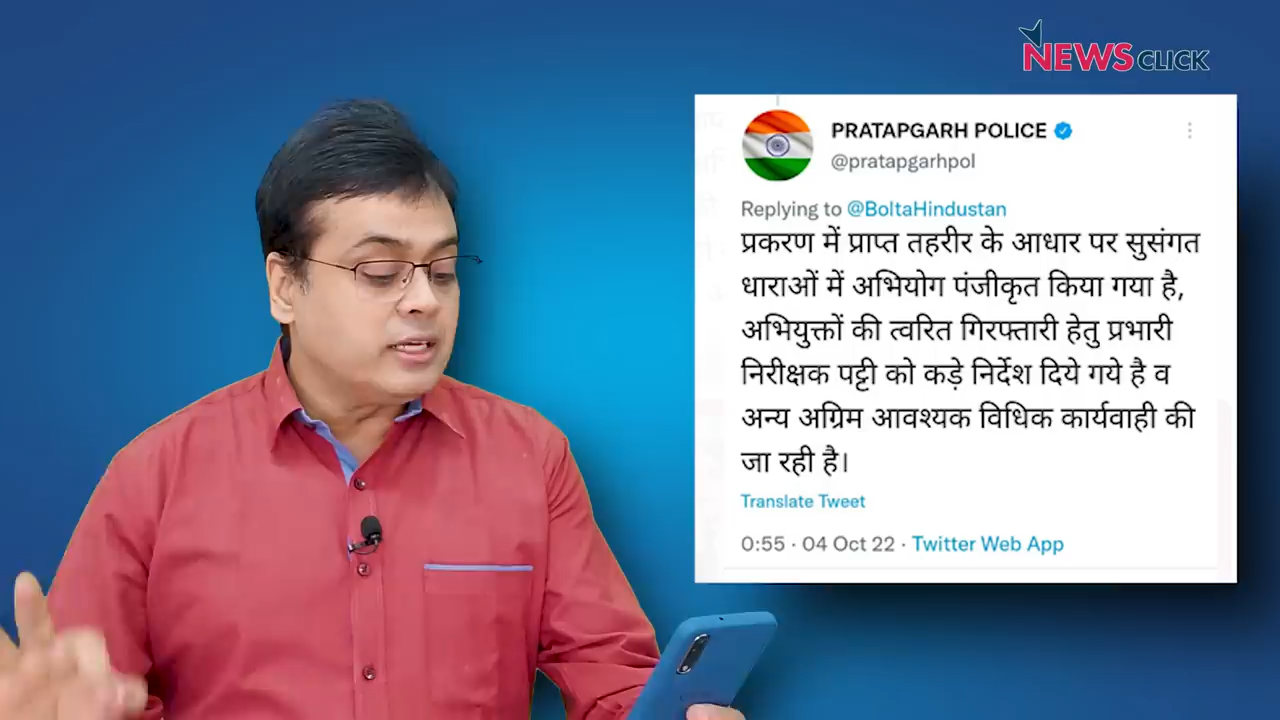 NEWSCLICK
PRATAPGARH POLICE
@pratapgarhpol
Replying to @BoltaHindustan
प्रकरण में प्राप्त तहरीर के आधार पर सुसंगत
धाराओं में अभियोग पंजीकृत किया गया है,
अभियुक्तों की त्वरित गिरफ्तारी हेतु प्रभारी
निरीक्षक पट्टी को कड़े निर्देश दिये गये है व
अन्य अग्रिम आवश्यक विधिक कार्यवाही की
जा रही है।
Translate Tweet
0:55 · 04 Oct 22 · Twitter Web App